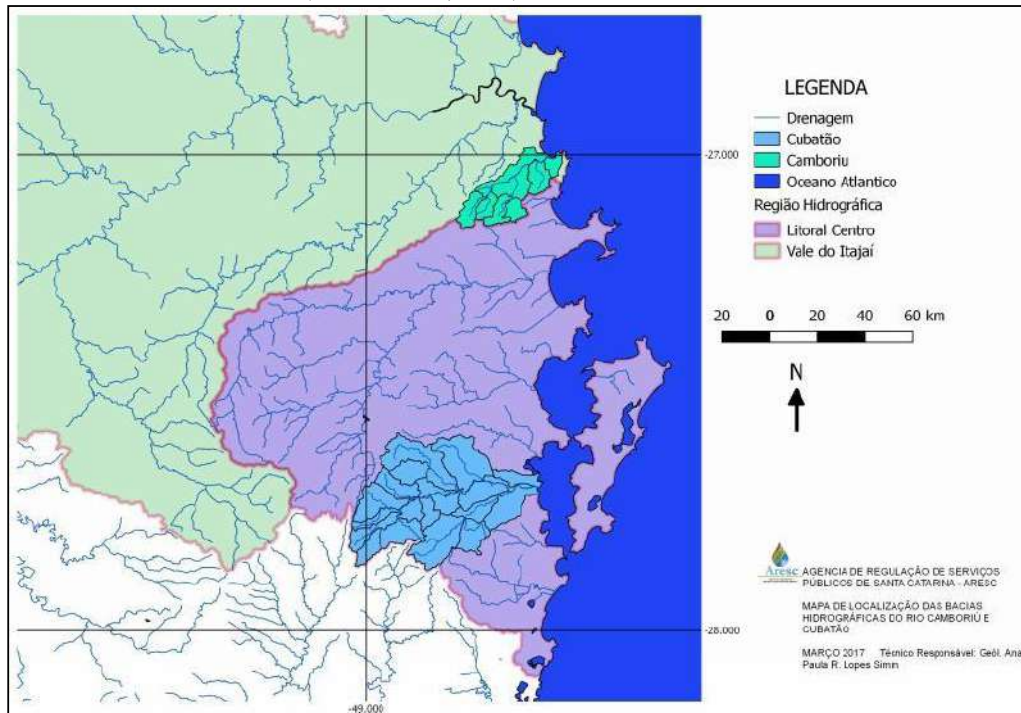 LEGENDA
Drenagem
Cubatão
Camboriu
Oceano Atlantico
Região Hidrográfica
Litoral Centro
Vale do Itajaí
-27.000
20 0 20 40 60 km
N
Aresc
AGENCIA DE REGULAÇÃO DE SERVIÇOS
PÚBLICOS DE SANTA CATARINA - ARESC
MAPA DE LOCALIZAÇÃO DAS BACIAS
HIDROGRÁFICAS DO RIO CAMBORIÚ E
CUBATÃO
-28.000
MARÇO 2017 Técnico Responsável: Geól. Ana
Paula R. Lopes Simin
-49.000